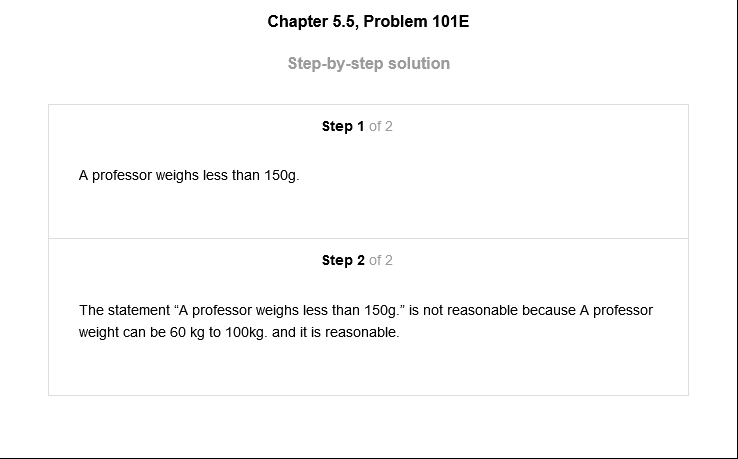 Chapter 5.5, Problem 101E
Step-by-step solution
Step 1 of 2
A professor weighs less than 150g.
Step 2 of 2
The statement “A professor weighs less than 150g.” is not reasonable because A professor
weight can be 60 kg to 100kg. and it is reasonable.